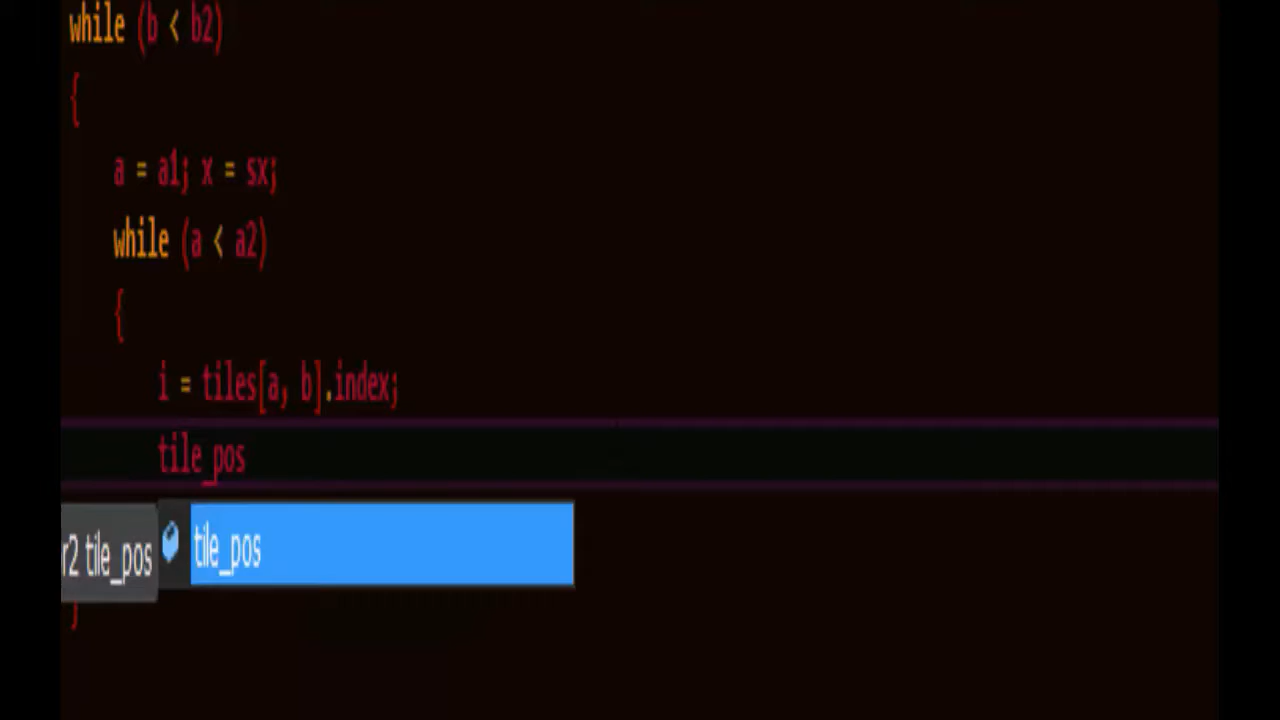 while (b < b2)
{
a = a1; x = sx;
while (a < a2)
{
i = tiles[a, b].index;
tile_pos
r2 tile_pos
tile_pos
}